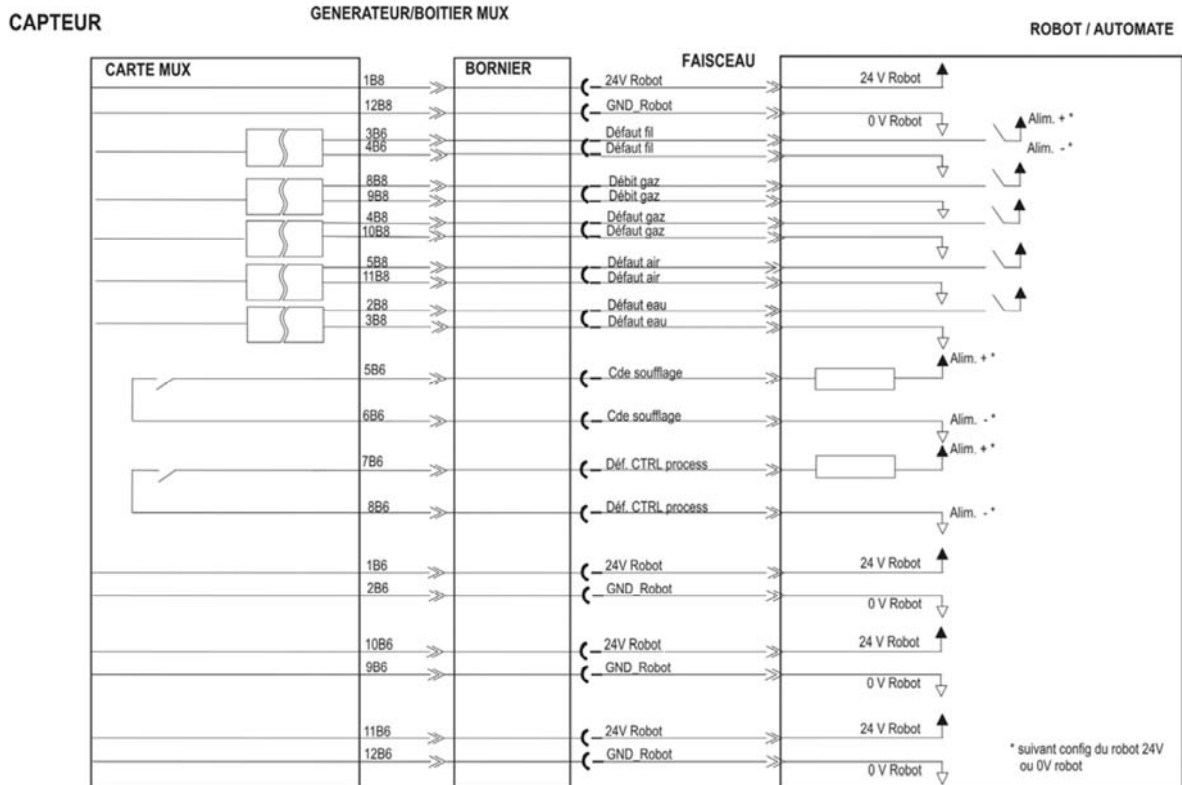 CAPTEUR
GENERATEUR/BOITIER MUX
ROBOT / AUTOMATE
CARTE MUX
BORNIER
FAISCEAU
1B8
24V Robot
24 V Robot
12B8
GND_Robot
0 V Robot
Alim. + *
3B6
Défaut fil
4B6
Défaut fil
Alim. - *
8B8
Débit gaz
9B8
Débit gaz
4B8
Défaut gaz
10B8
Défaut gaz
5B8
Défaut air
11B8
Défaut air
2B8
Défaut eau
3B8
Défaut eau
Alim. + *
5B6
Cde soufflage
6B6
Cde soufflage
Alim. - *
Alim. + *
7B6
Déf. CTRL process
8B6
Déf. CTRL process
Alim. - *
1B6
24V Robot
24 V Robot
2B6
GND_Robot
0 V Robot
10B6
24V Robot
24 V Robot
9B6
GND_Robot
0 V Robot
11B6
24V Robot
24 V Robot
12B6
GND_Robot
0 V Robot
* suivant config du robot 24V
ou 0V robot